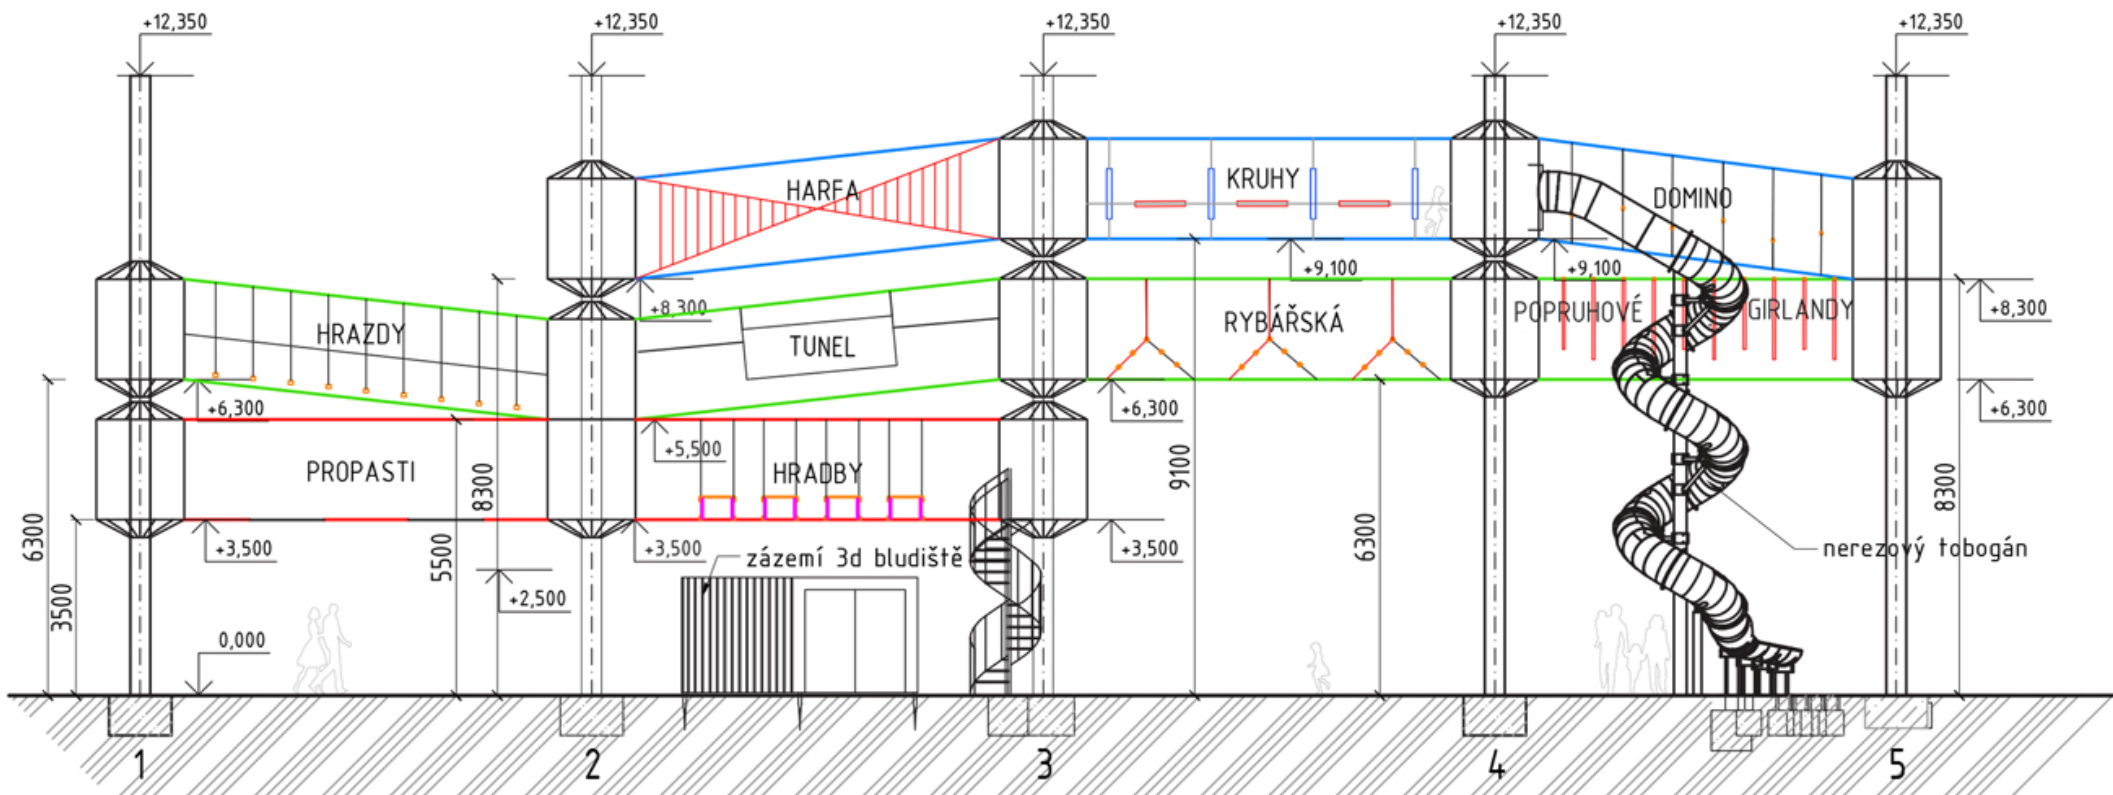 +12,350 +12,350 +12,350 +12,350 +12,350
HARFA KRUHY DOMINO
+9,100 +9,100
+8,300 POPRUHOVÉ GIRLANDY +8,300
HRAZDY TUNEL RYBÁŘSKÁ
+6,300 +6,300 +6,300
+5,500
PROPASTI HRADBY
8300 9100 8300
6300 5500 6300
+3,500 +3,500 +3,500
zázemí 3d bludiště nerezový tobogán
3500 +2,500
0,000
1 2 3 4 5